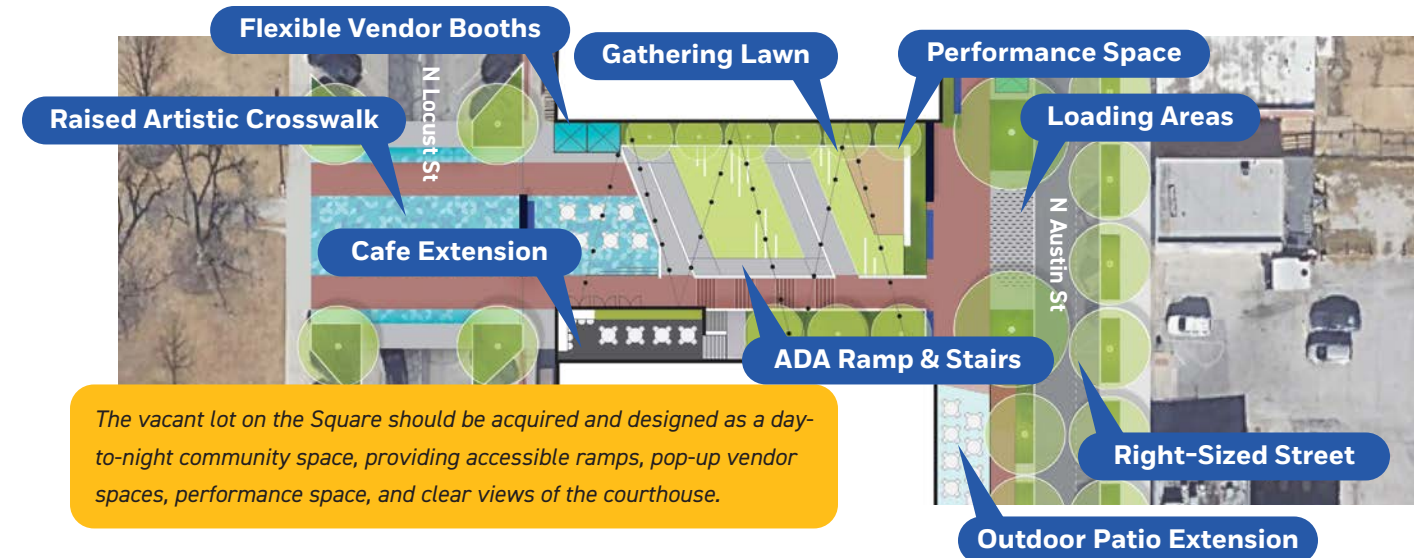 Flexible Vendor Booths
Gathering Lawn
Performance Space
Raised Artistic Crosswalk
N Locust St
Loading Areas
N Austin St
Cafe Extension
ADA Ramp & Stairs
The vacant lot on the Square should be acquired and designed as a day-
to-night community space, providing accessible ramps, pop-up vendor
spaces, performance space, and clear views of the courthouse.
Right-Sized Street
Outdoor Patio Extension